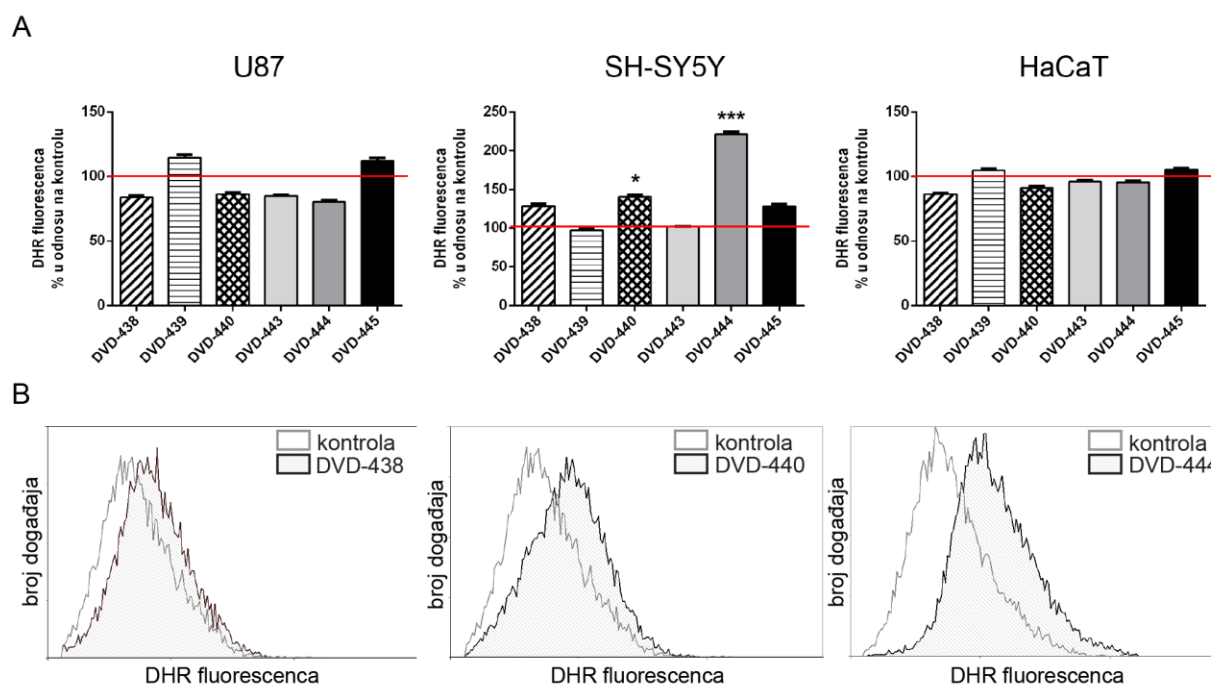 A
U87
SH-SY5Y
HaCaT
DHR fluorescenca
% u odnosu na kontrolu
150
100
50
0
DVD-438
DVD-439
DVD-440
DVD-443
DVD-444
DVD-445
DHR fluorescenca
% u odnosu na kontrolu
250
200
150
100
50
0
*
***
DVD-438
DVD-439
DVD-440
DVD-443
DVD-444
DVD-445
DHR fluorescenca
% u odnosu na kontrolu
150
100
50
0
DVD-438
DVD-439
DVD-440
DVD-443
DVD-444
DVD-445
B
kontrola
DVD-438
broj događaja
DHR fluorescenca
kontrola
DVD-440
broj događaja
DHR fluorescenca
kontrola
DVD-444
broj događaja
DHR fluorescenca